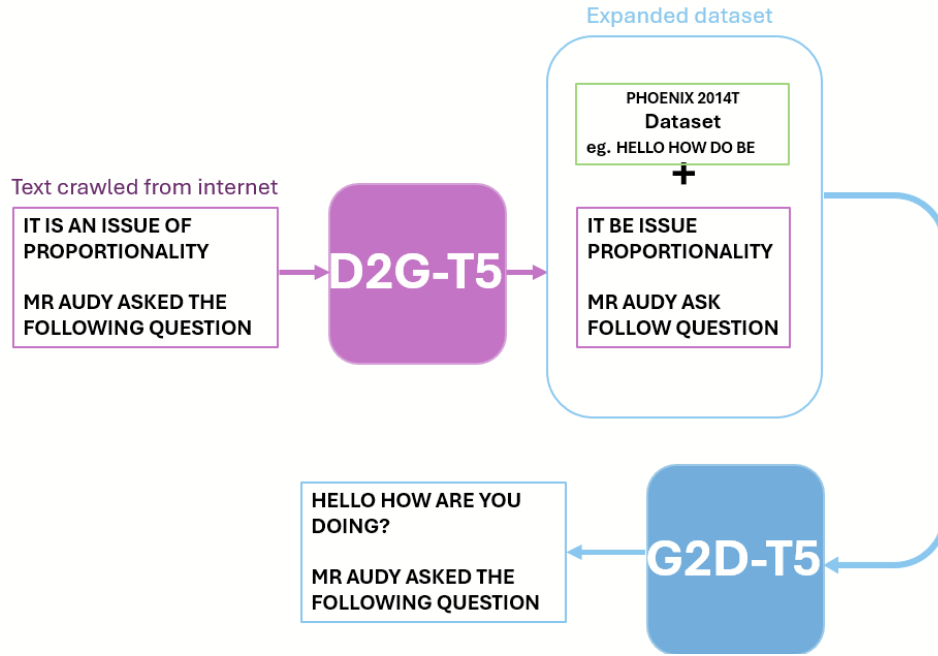 Expanded dataset
PHOENIX 2014T
Dataset
eg. HELLO HOW DO BE
+
Text crawled from internet
IT IS AN ISSUE OF
PROPORTIONALITY
MR AUDY ASKED THE
FOLLOWING QUESTION
D2G-T5
IT BE ISSUE
PROPORTIONALITY
MR AUDY ASK
FOLLOW QUESTION
HELLO HOW ARE YOU
DOING?
MR AUDY ASKED THE
FOLLOWING QUESTION
G2D-T5